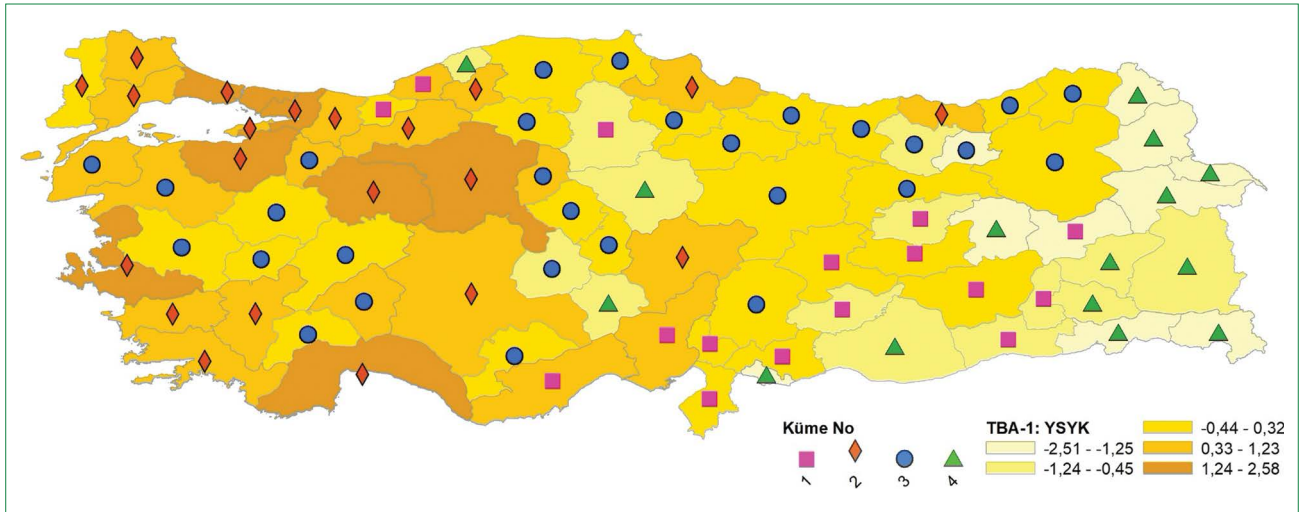 Küme No
1
2
3
4
TBA-1: YSYK
-2,51 - -1,25
-1,24 - -0,45
-0,44 - 0,32
0,33 - 1,23
1,24 - 2,58